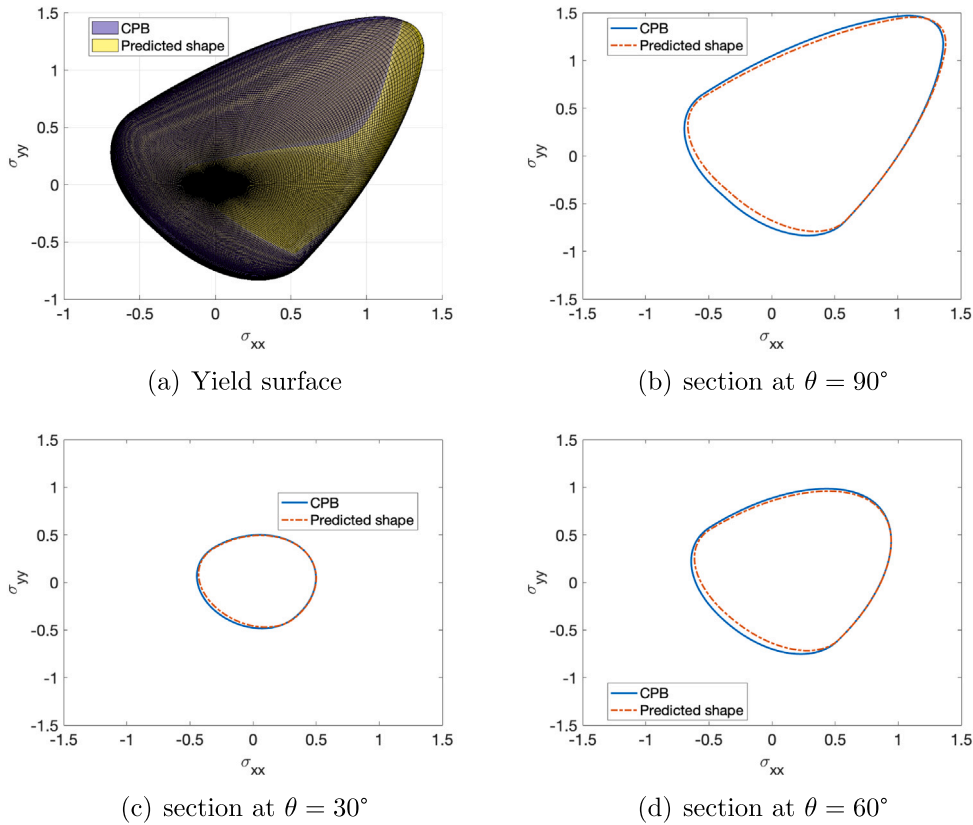 CPB
Predicted shape
1.5
1
0.5
0
-0.5
-1
σyy
-1
-0.5
0
0.5
1
1.5
σxx
(a) Yield surface
CPB
Predicted shape
1.5
1
0.5
0
-0.5
-1
-1.5
σyy
-1.5
-1
-0.5
0
0.5
1
1.5
σxx
(b) section at θ = 90°
CPB
Predicted shape
1.5
1
0.5
0
-0.5
-1
-1.5
σyy
-1.5
-1
-0.5
0
0.5
1
1.5
σxx
(c) section at θ = 30°
CPB
Predicted shape
1.5
1
0.5
0
-0.5
-1
-1.5
σyy
-1.5
-1
-0.5
0
0.5
1
1.5
σxx
(d) section at θ = 60°